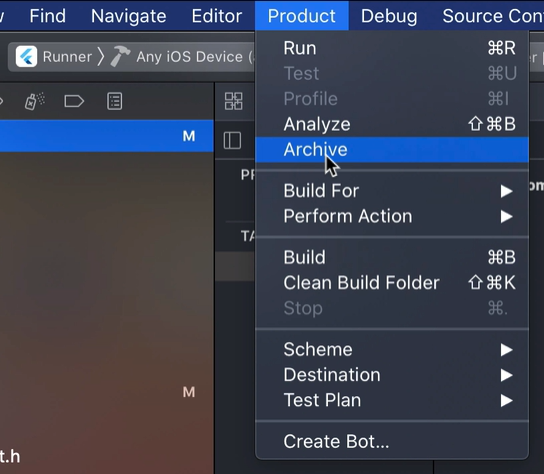 Find Navigate Editor Product Debug Source Con
Runner 〉 Any iOS Device (
M
Run ⌘R
Test ⌘U
Profile ⌘I
Analyze ⇧⌘B
Archive
Build For ▶
Perform Action ▶
Build ⌘B
Clean Build Folder ⇧⌘K
Stop ⌘.
Scheme ▶
Destination ▶
Test Plan ▶
Create Bot...
PR
TA
M
t.h